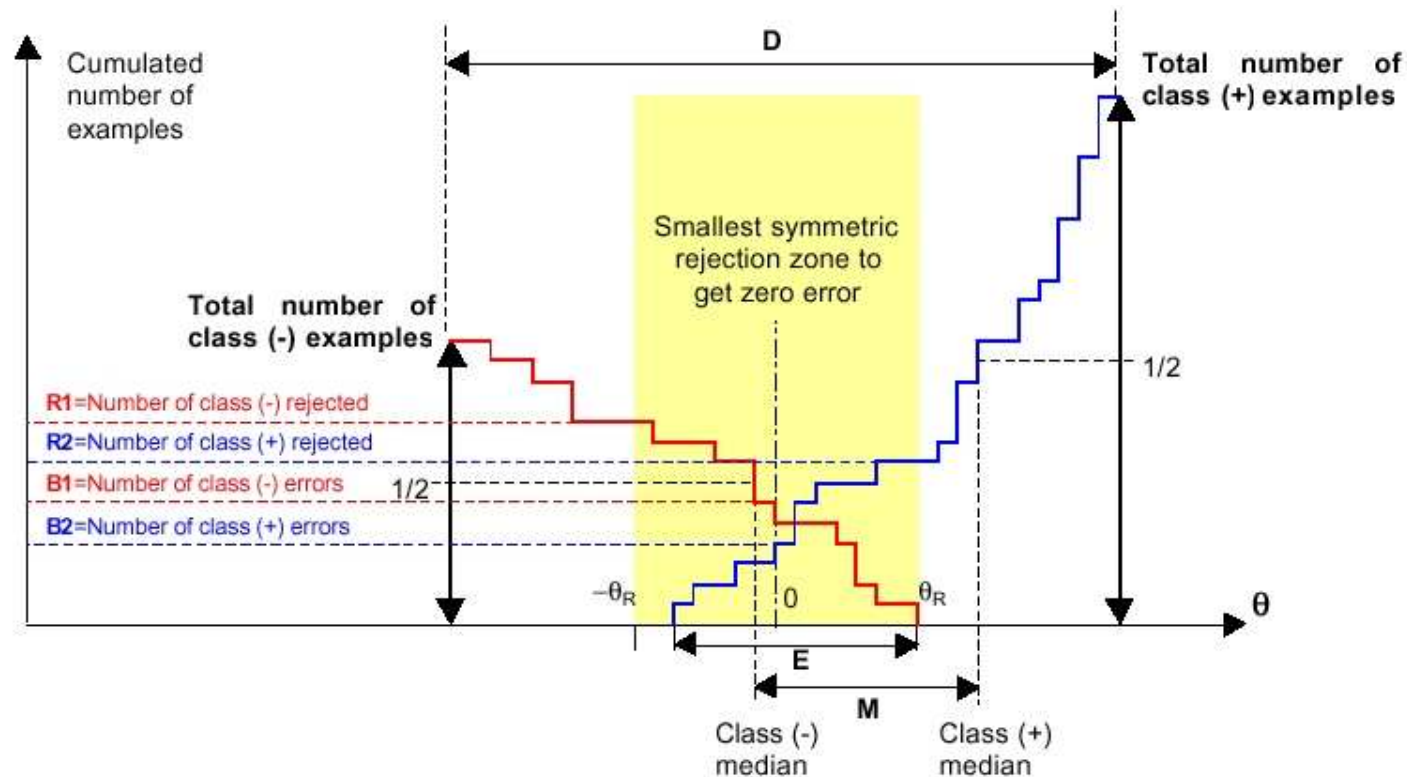 D
Cumulated
number of
examples
Total number of
class (+) examples
Smallest symmetric
rejection zone to
get zero error
Total number of
class (-) examples
1/2
R1=Number of class (-) rejected
R2=Number of class (+) rejected
B1=Number of class (-) errors
1/2
B2=Number of class (+) errors
−θR
0
θR
θ
E
M
Class (-)
median
Class (+)
median